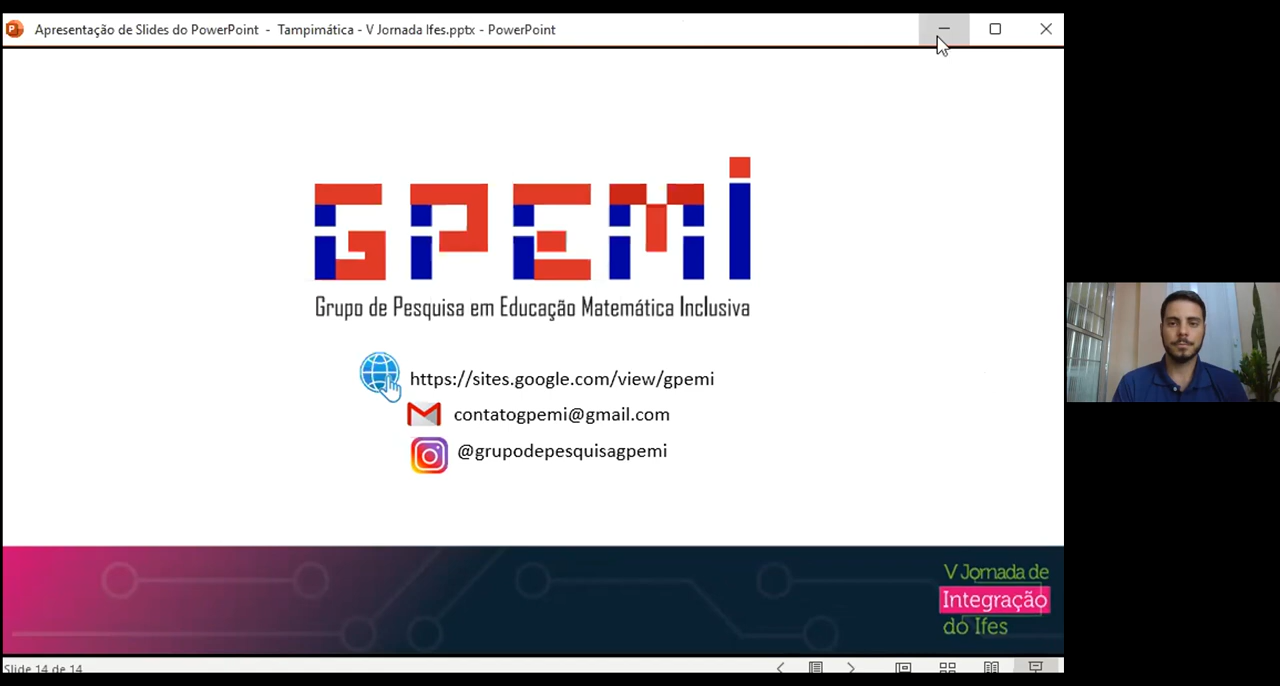 Apresentação de Slides do PowerPoint - Tampimática - V Jornada Ifes.pptx - PowerPoint
GPEMi
Grupo de Pesquisa em Educação Matemática Inclusiva
https://sites.google.com/view/gpemi
contatogpemi@gmail.com
@grupodepesquisagpemi
V Jornada de
Integração
do Ifes
Slide 14 de 14